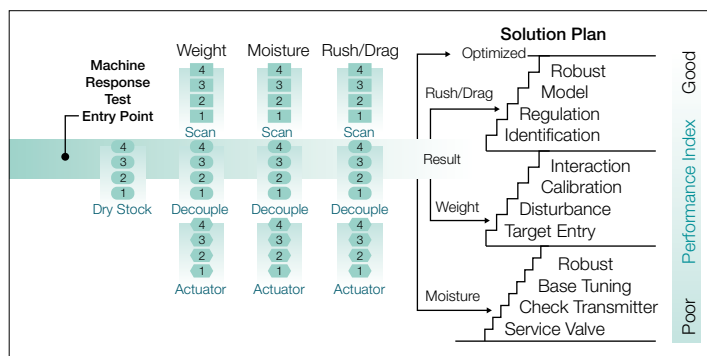 Solution Plan
Weight
Moisture
Rush/Drag
Optimized
Machine
Response
Test
Entry Point
4
3
2
1
Scan
4
3
2
1
Scan
4
3
2
1
Scan
4
3
2
1
Dry Stock
4
3
2
1
Decouple
4
3
2
1
Decouple
4
3
2
1
Decouple
4
3
2
1
Actuator
4
3
2
1
Actuator
4
3
2
1
Actuator
Result
Rush/Drag
Robust
Model
Regulation
Identification
Weight
Interaction
Calibration
Disturbance
Target Entry
Moisture
Robust
Base Tuning
Check Transmitter
Service Valve
Good
Performance Index
Poor